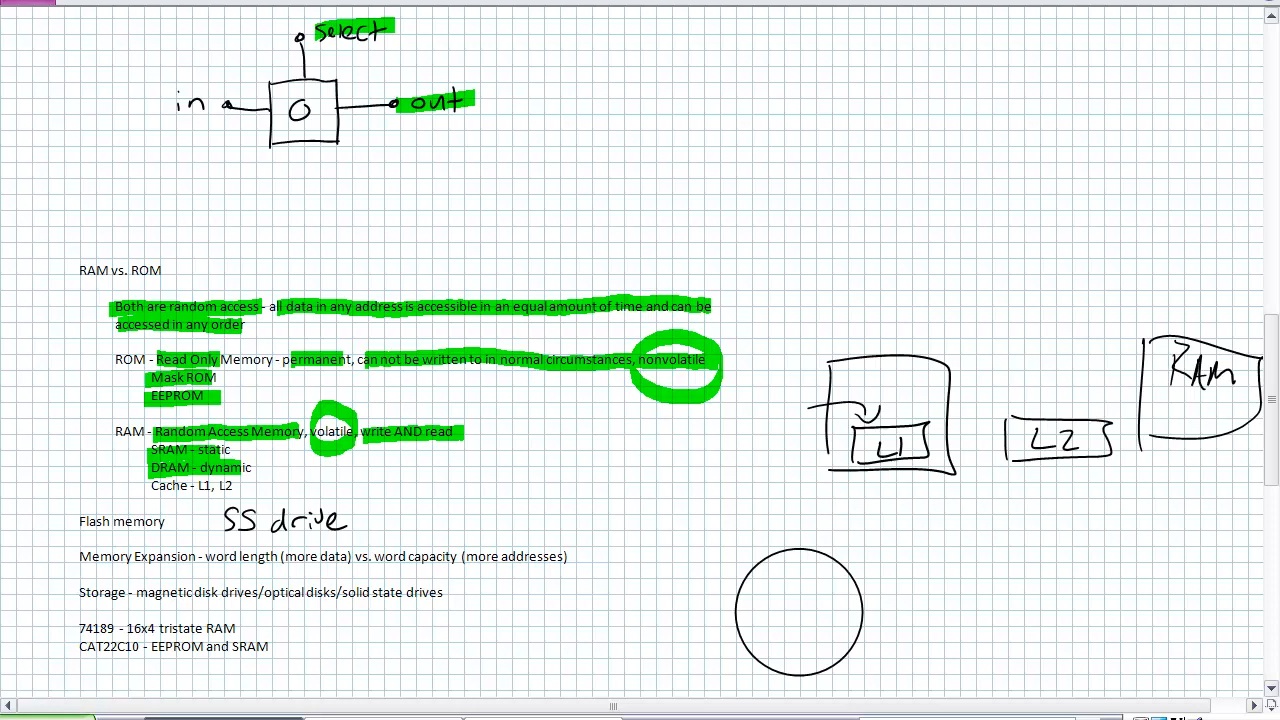 select
in O out
RAM vs. ROM
Both are random access - all data in any address is accessible in an equal amount of time and can be
accessed in any order
ROM - Read Only Memory - permanent, can not be written to in normal circumstances, nonvolatile
Mask ROM
EEPROM
RAM - Random Access Memory, volatile, write AND read
SRAM - static
DRAM - dynamic
Cache - L1, L2
RAM
L1 L2
Flash memory SS drive
Memory Expansion - word length (more data) vs. word capacity (more addresses)
Storage - magnetic disk drives/optical disks/solid state drives
74189 - 16x4 tristate RAM
CAT22C10 - EEPROM and SRAM